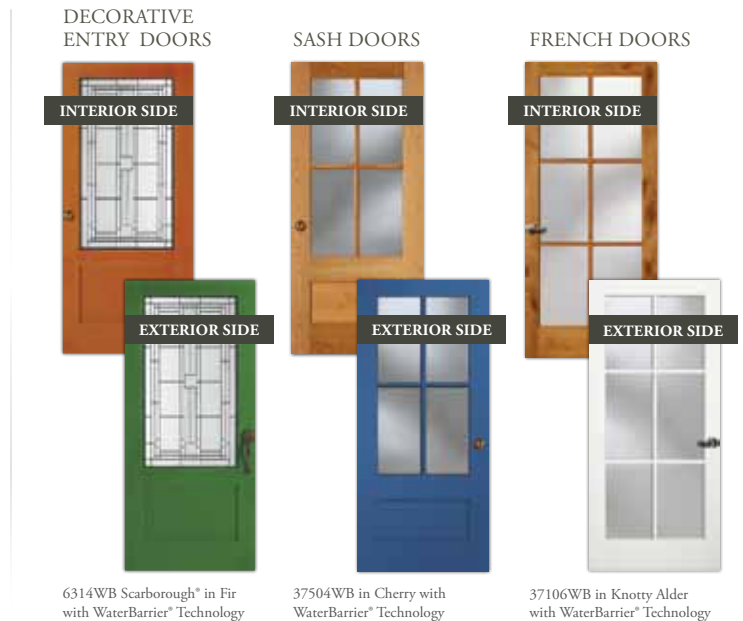 DECORATIVE
ENTRY DOORS
INTERIOR SIDE
EXTERIOR SIDE
6314WB Scarborough® in Fir
with WaterBarrier® Technology
SASH DOORS
INTERIOR SIDE
EXTERIOR SIDE
37504WB in Cherry with
WaterBarrier® Technology
FRENCH DOORS
INTERIOR SIDE
EXTERIOR SIDE
37106WB in Knotty Alder
with WaterBarrier® Technology